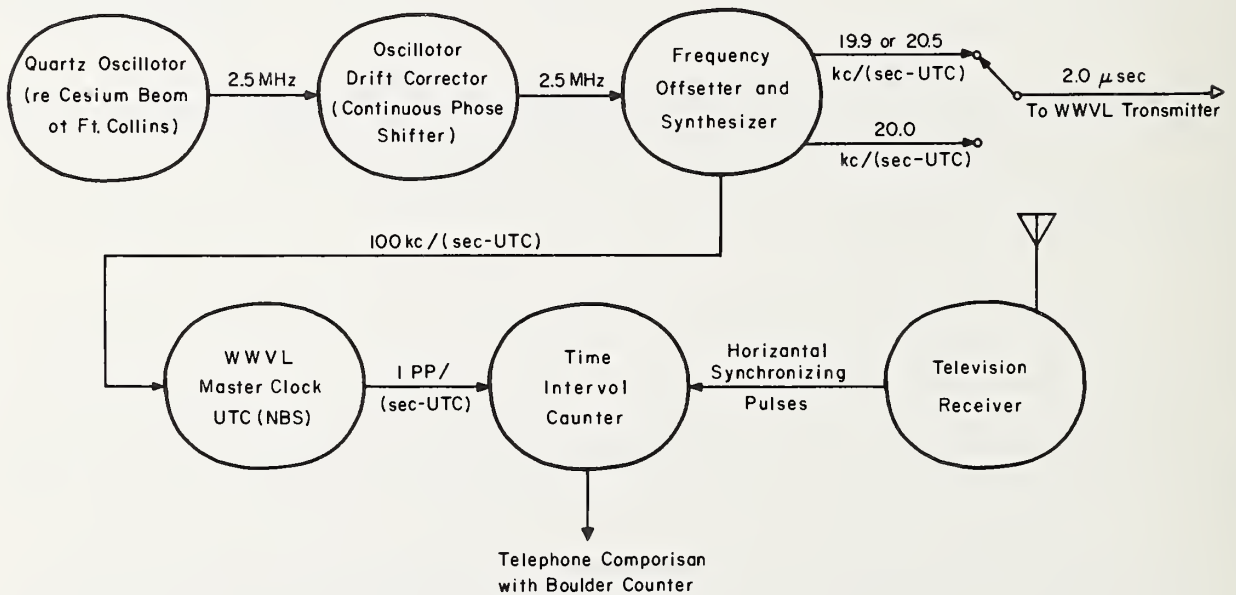 Quartz Oscillotor
(re Cesium Beom
ot Ft. Collins)
2.5 MHz
Oscillotor
Drift Corrector
(Continuous Phose
Shifter)
2.5 MHz
Frequency
Offsetter and
Synthesizer
19.9 or 20.5
kc/(sec-UTC)
20.0
kc/(sec-UTC)
2.0 μsec
To WWVL Tronsmitter
100 kc/(sec-UTC)
WWVL
Master Clock
UTC (NBS)
1 PP/
(sec-UTC)
Time
Intervol
Caunter
Horizantal
Synchronizing
Pulses
Television
Receiver
Telephone Comporisan
with Boulder Counter